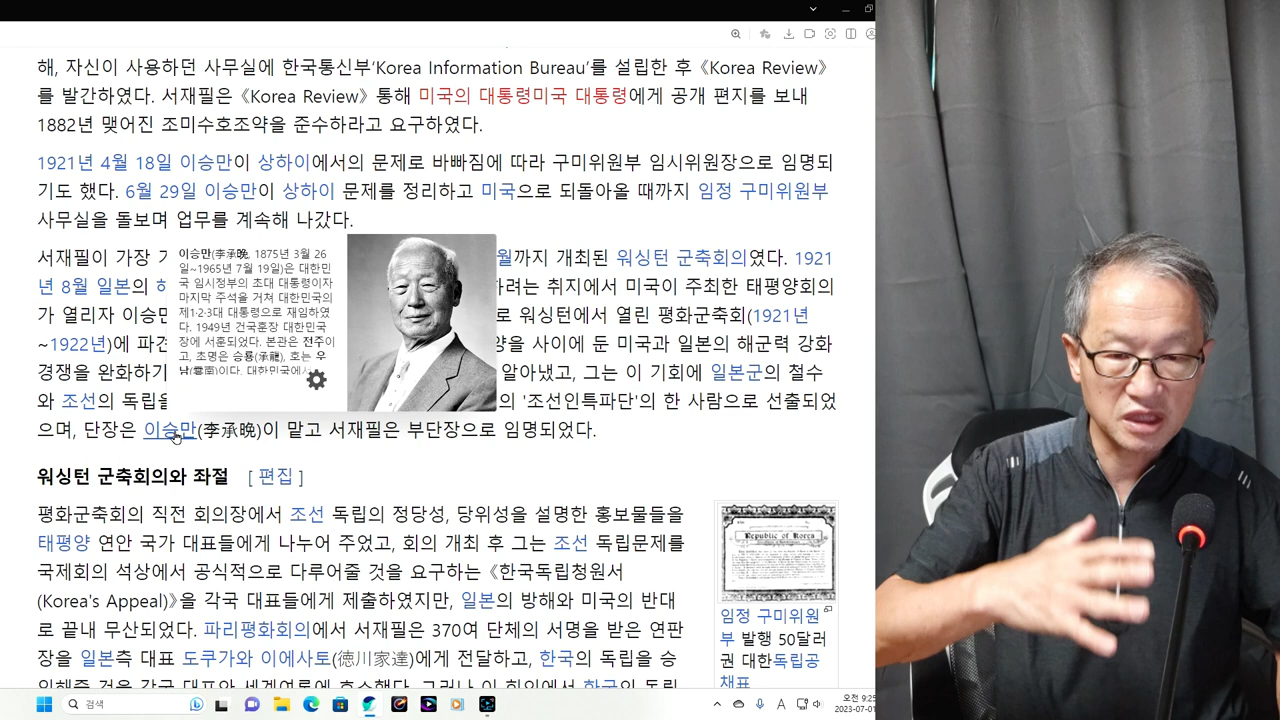 해, 자신이 사용하던 사무실에 한국통신부‘Korea Information Bureau’를 설립한 후 《Korea Review》
를 발간하였다. 서재필은 《Korea Review》 통해 미국의 대통령미국 대통령에게 공개 편지를 보내
1882년 맺어진 조미수호조약을 준수하라고 요구하였다.
1921년 4월 18일 이승만이 상하이에서의 문제로 바빠짐에 따라 구미위원부 임시위원장으로 임명되
기도 했다. 6월 29일 이승만이 상하이 문제를 정리하고 미국으로 되돌아올 때까지 임정 구미위원부
사무실을 돌보며 업무를 계속해 나갔다.
서재필이 가장 월까지 개최된 워싱턴 군축회의였다. 1921
년 8월 일본의 하려는 취지에서 미국이 주최한 태평양회의
가 열리자 이승만 로 워싱턴에서 열린 평화군축회의(1921년
~1922년)에 파견 양을 사이에 둔 미국과 일본의 해군력 강화
경쟁을 완화하기 알아냈고, 그는 이 기회에 일본군의 철수
와 조선의 독립을 의 '조선인특파단'의 한 사람으로 선출되었
으며, 단장은 이승만(李承晩)이 맡고 서재필은 부단장으로 임명되었다.
이승만(李承晩, 1875년 3월 26
일~1965년 7월 19일)은 대한민
국 임시정부의 초대 대통령이자
마지막 주석을 거쳐 대한민국의
제1·2·3대 대통령으로 재임하였
다. 1949년 건국훈장 대한민국
장에 서훈되었다. 본관은 전주이
고, 초명은 승룡(承龍), 호는 우
남(雩南)이다. 대한민국에서
워싱턴 군축회의와 좌절 [ 편집 ]
평화군축회의 직전 회의장에서 조선 독립의 정당성, 당위성을 설명한 홍보물들을
태평양 연안 국가 대표들에게 나누어 주었고, 회의 개최 후 그는 조선 독립문제를
국제회의 석상에서 공식적으로 다루어줄 것을 요구하는 《한국독립청원서
(Korea's Appeal)》을 각국 대표들에게 제출하였지만, 일본의 방해와 미국의 반대
로 끝내 무산되었다. 파리평화회의에서 서재필은 370여 단체의 서명을 받은 연판
장을 일본측 대표 도쿠가와 이에사토(徳川家達)에게 전달하고, 한국의 독립을 승
인해줄 것을 각국 대표와 세계여론에 호소했다. 그러나 이 회의에서 한국의 독립
Republic of Korea
임정 구미위원
부 발행 50달러
권 대한독립공
채표
검색
오전 9:25
2023-07-01